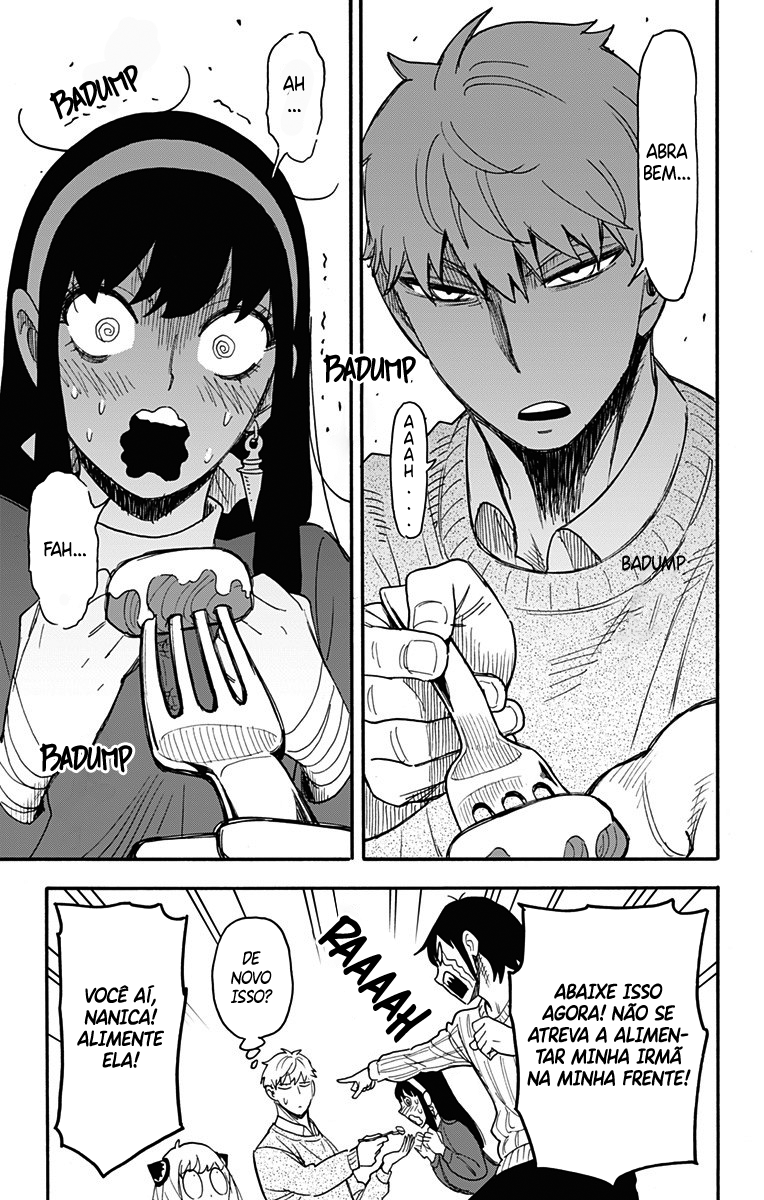 ABRA
BEM...
BADUMP
AAAH....
BADUMP
AH
...
BADUMP
FAH...
BADUMP
ABAIXE ISSO
AGORA! NÃO SE
ATREVA A ALIMEN-
TAR MINHA IRMÃ
NA MINHA FRENTE!
RAAAAH
DE
NOVO
ISSO?
VOCÊ AÍ,
NANICA!
ALIMENTE
ELA!